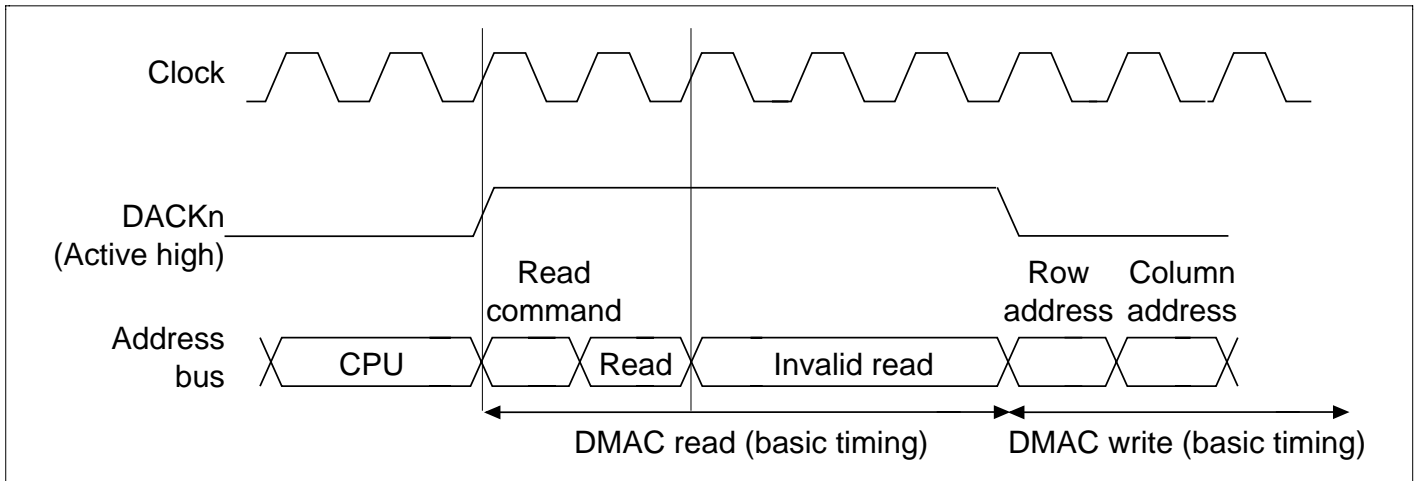 Clock
DACKn
(Active high)
Read
command
Row
address
Column
address
Address
bus
CPU
Read
Invalid read
DMAC read (basic timing)
DMAC write (basic timing)